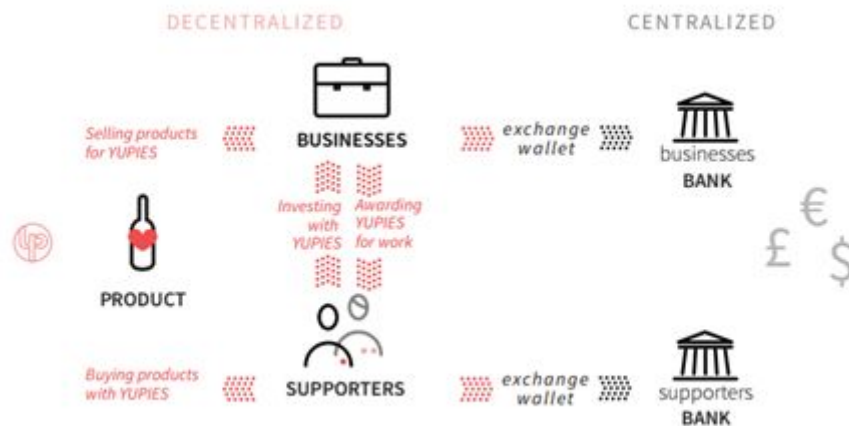 DECENTRALIZED
CENTRALIZED
Selling products
for YUPIES
BUSINESSES
exchange
wallet
businesses
BANK
Investing
with
YUPIES
Awarding
YUPIES
for work
PRODUCT
€
£
$
Buying products
with YUPIES
SUPPORTERS
exchange
wallet
supporters
BANK